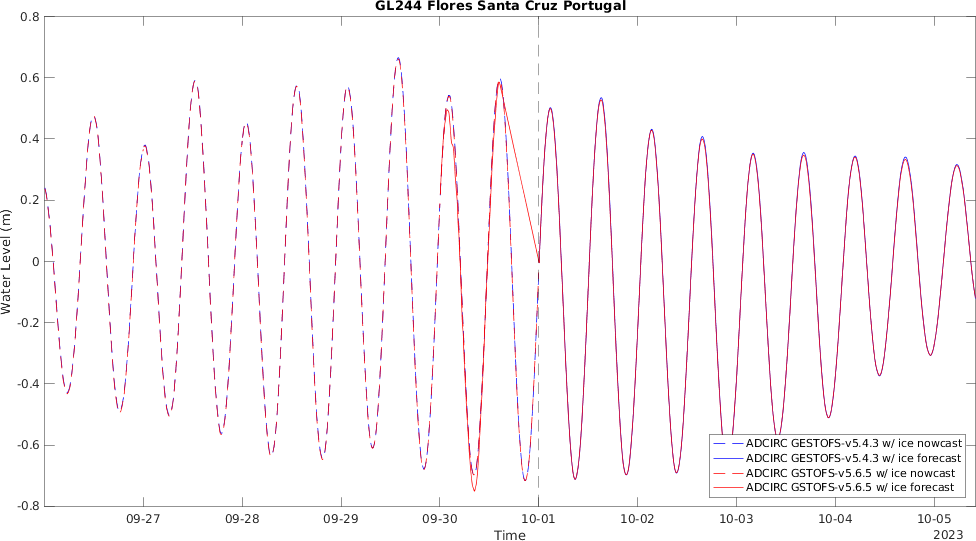 GL244 Flores Santa Cruz Portugal
0.8
0.6
0.4
0.2
0
-0.2
-0.4
-0.6
-0.8
Water Level (m)
ADCIRC GESTOFS-v5.4.3 w/ ice nowcast
ADCIRC GESTOFS-v5.4.3 w/ ice forecast
ADCIRC GSTOFS-v5.6.5 w/ ice nowcast
ADCIRC GSTOFS-v5.6.5 w/ ice forecast
09-27 09-28 09-29 09-30 10-01 10-02 10-03 10-04 10-05
2023
Time